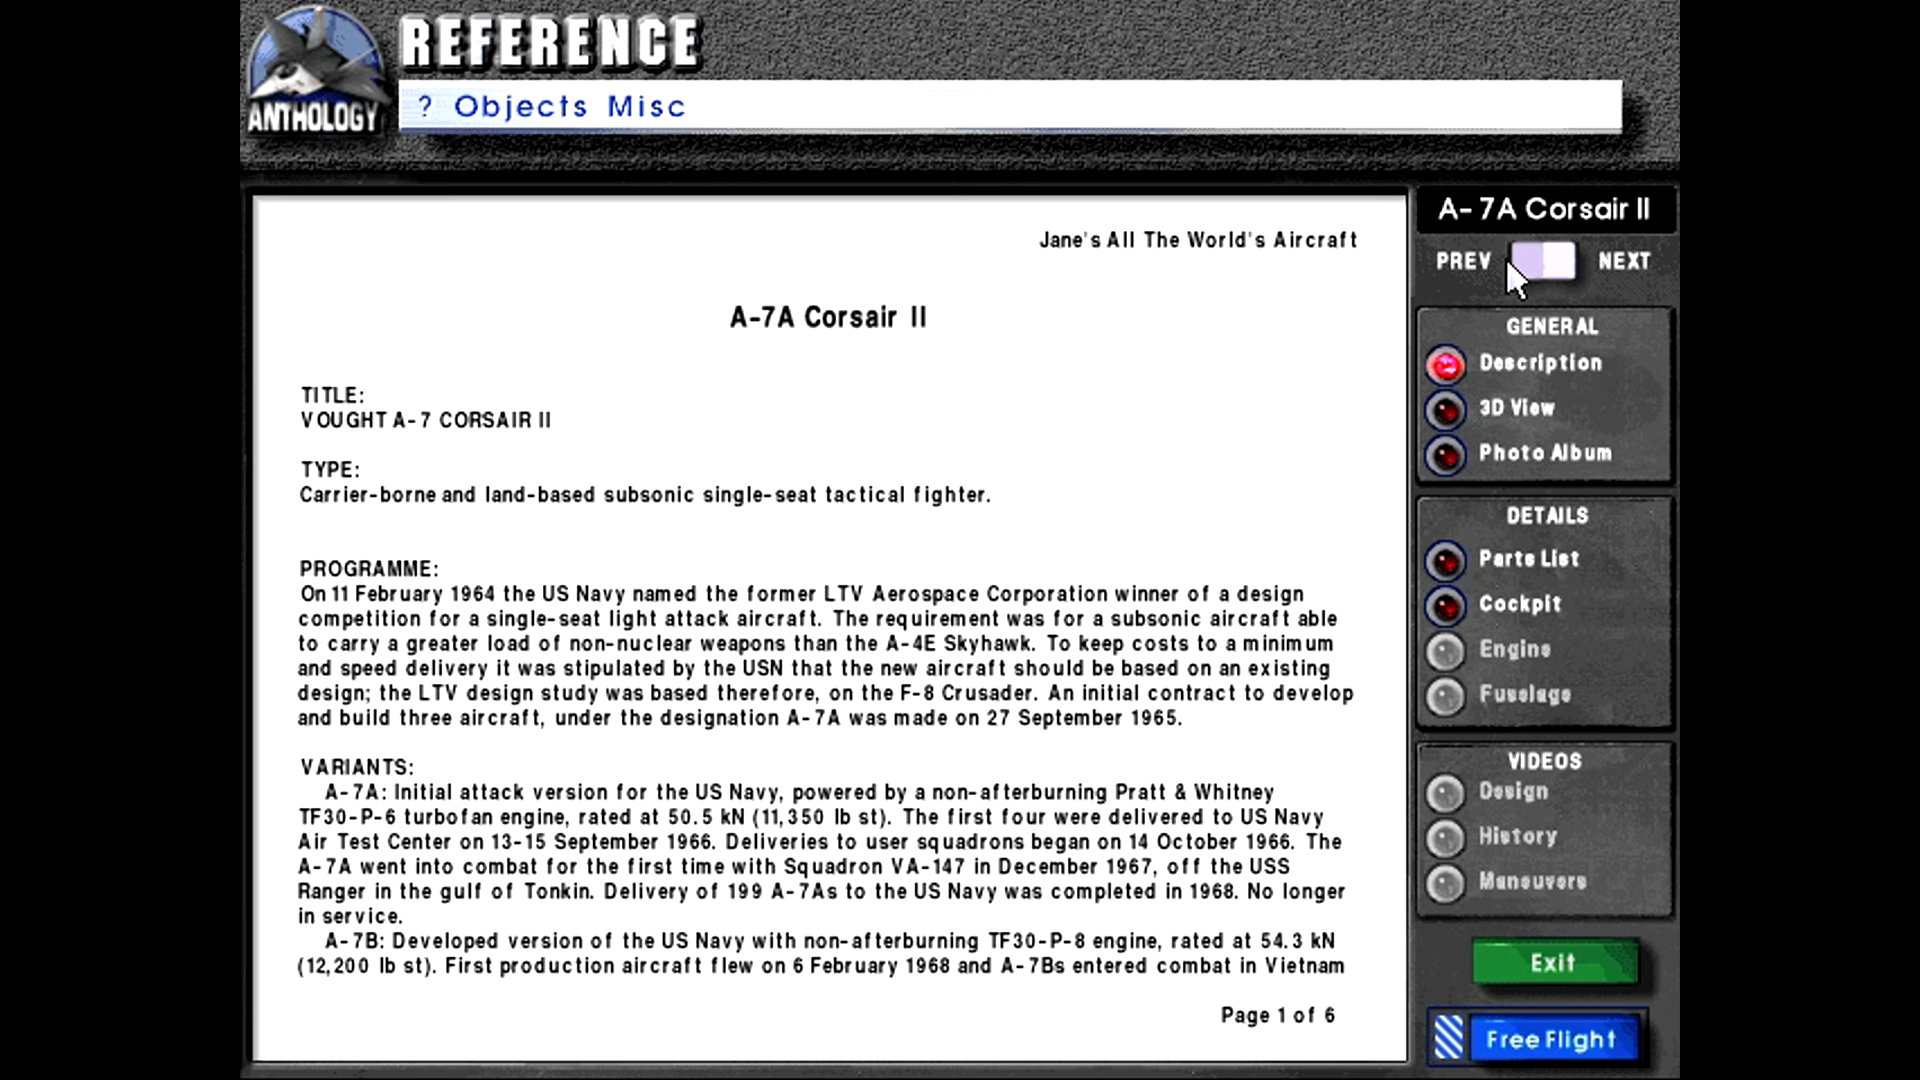 REFERENCE
ANTHOLOGY
? Objects Misc
Jane's All The World's Aircraft
A-7A Corsair II
TITLE:
VOUGHT A-7 CORSAIR II
TYPE:
Carrier-borne and land-based subsonic single-seat tactical fighter.
PROGRAMME:
On 11 February 1964 the US Navy named the former LTV Aerospace Corporation winner of a design
competition for a single-seat light attack aircraft. The requirement was for a subsonic aircraft able
to carry a greater load of non-nuclear weapons than the A-4E Skyhawk. To keep costs to a minimum
and speed delivery it was stipulated by the USN that the new aircraft should be based on an existing
design; the LTV design study was based therefore, on the F-8 Crusader. An initial contract to develop
and build three aircraft, under the designation A-7A was made on 27 September 1965.
VARIANTS:
A-7A: Initial attack version for the US Navy, powered by a non-afterburning Pratt & Whitney
TF30-P-6 turbofan engine, rated at 50.5 kN (11,350 lb st). The first four were delivered to US Navy
Air Test Center on 13-15 September 1966. Deliveries to user squadrons began on 14 October 1966. The
A-7A went into combat for the first time with Squadron VA-147 in December 1967, off the USS
Ranger in the gulf of Tonkin. Delivery of 199 A-7As to the US Navy was completed in 1968. No longer
in service.
A-7B: Developed version of the US Navy with non-afterburning TF30-P-8 engine, rated at 54.3 kN
(12,200 lb st). First production aircraft flew on 6 February 1968 and A-7Bs entered combat in Vietnam
Page 1 of 6
A-7A Corsair II
PREV NEXT
GENERAL
Description
3D View
Photo Album
DETAILS
Parts List
Cockpit
Engine
Fuselage
VIDEOS
Design
History
Maneuvers
Exit
Free Flight